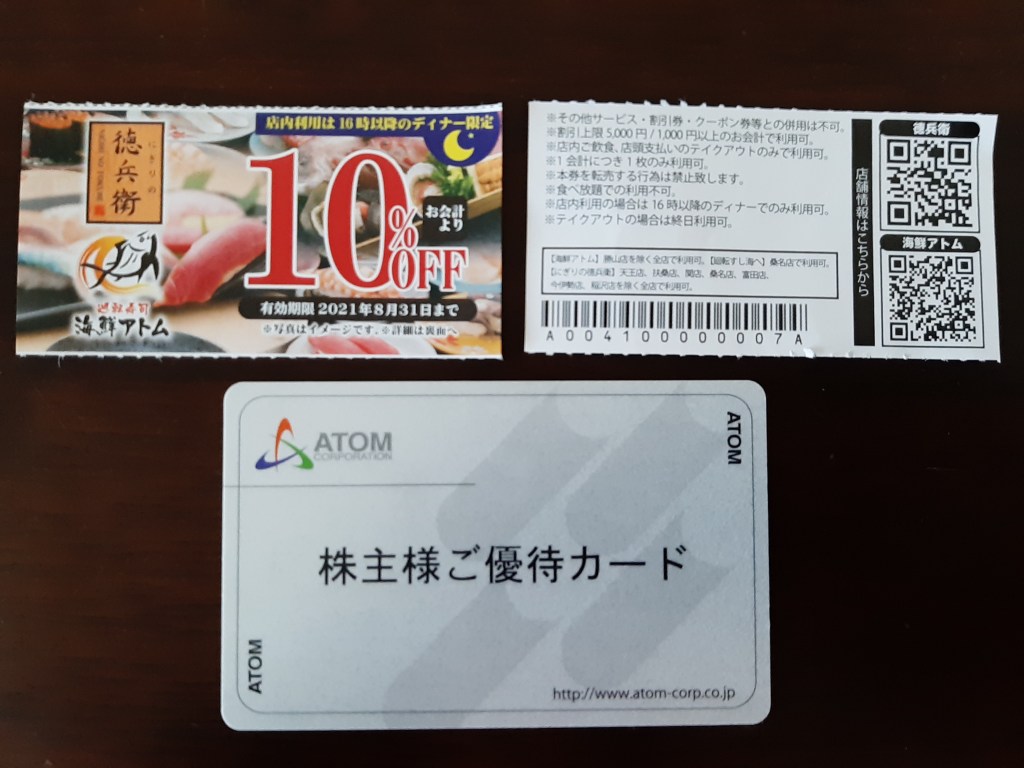 店内利用は16時以降のディナー限定
にぎりの
徳兵衛
10%OFF
お会計
より
廻転寿司
海鮮アトム
有効期限 2021年8月31日まで
※写真はイメージです。※詳細は裏面へ
※その他サービス・割引券・クーポン券等との併用は不可。
※割引上限 5,000円 / 1,000円以上のお会計で利用可。
※店内ご飲食、店頭支払いのテイクアウトのみで利用可。
※1会計につき1枚のみ利用可。
※本券を転売する行為は禁止致します。
※食べ放題での利用不可。
※店内利用の場合は16時以降のディナーでのみ利用可。
※テイクアウトの場合は終日利用可。
【海鮮アトム】勝山店を除く全店で利用可。【廻転すし海へ】桑名店で利用可。
【にぎりの徳兵衛】天王店、扶桑店、関店、桑名店、富田店、
今伊勢店、稲沢店を除く全店で利用可。
A00410000000007A
店舗情報はこちらから
徳兵衛
海鮮アトム
ATOM
CORPORATION
ATOM
株主様ご優待カード
ATOM
http://www.atom-corp.co.jp